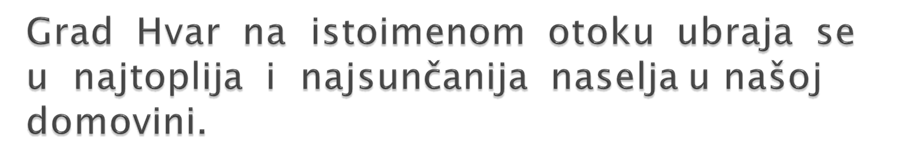 Grad Hvar na istoimenom otoku ubraja se
u najtoplija i najsunčanija naselja u našoj
domovini.